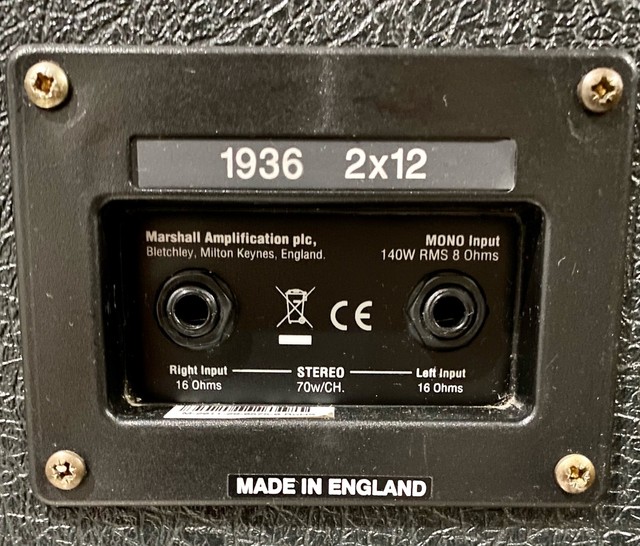 1936 2x12
Marshall Amplification plc,
Bletchley, Milton Keynes, England.
MONO Input
140W RMS 8 Ohms
CE
Right Input
16 Ohms
STEREO
70w/CH.
Left Input
16 Ohms
MADE IN ENGLAND